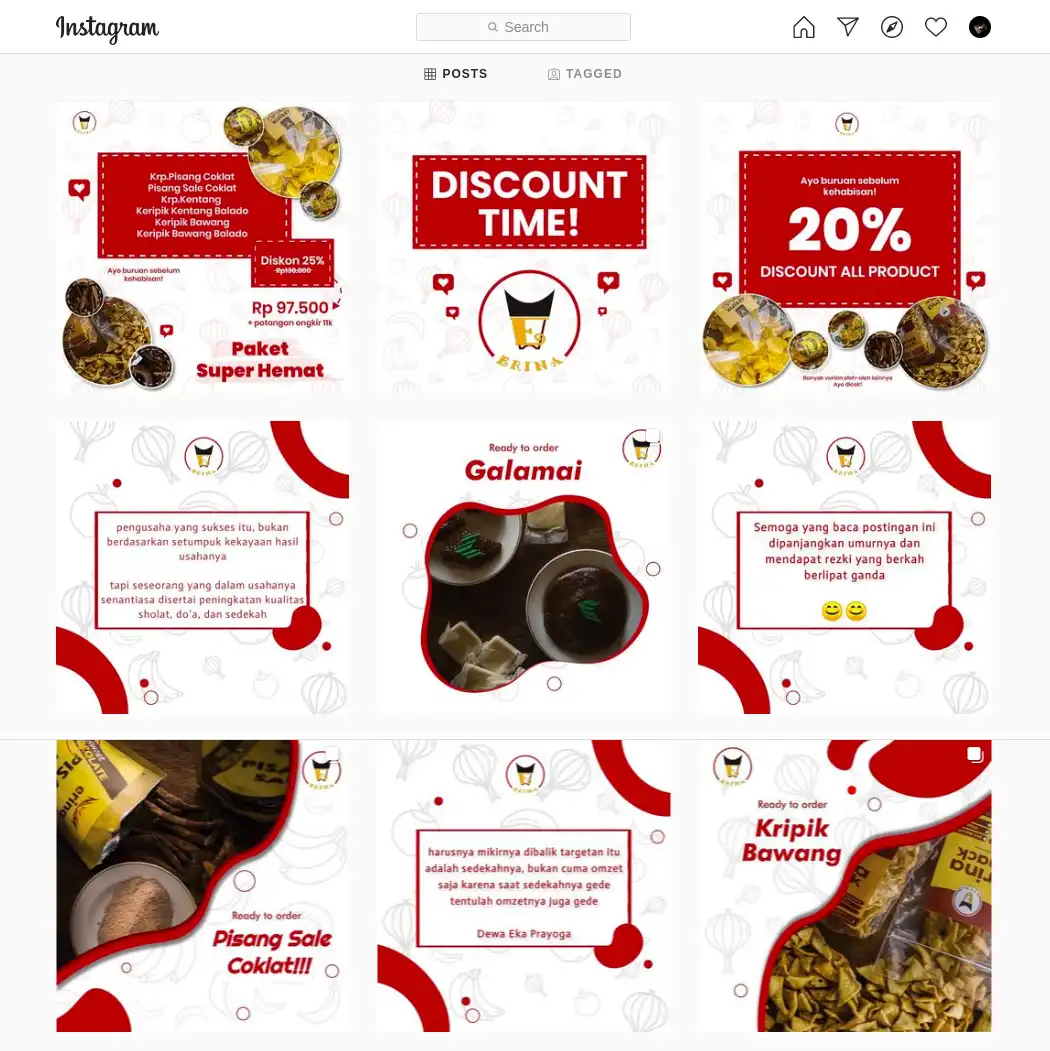 Instagram
Search
POSTS
TAGGED
Krp.Pisang Coklat
Pisang Sale Coklat
Krp.Kentang
Keripik Kentang Balado
Keripik Bawang
Keripik Bawang Balado
Ayo buruan sebelum
kehabisan!
Diskon 25%
Rp130.000
Rp 97.500
+ potongan ongkir 11k
Paket
Super Hemat
DISCOUNT
TIME!
ERINA
Ayo buruan sebelum
kehabisan!
20%
DISCOUNT ALL PRODUCT
Banyak varian oleh-oleh lainnya
Ayo dicek!
ERINA
pengusaha yang sukses itu, bukan
berdasarkan setumpuk kekayaan hasil
usahanya
tapi seseorang yang dalam usahanya
senantiasa disertai peningkatan kualitas
sholat, do'a, dan sedekah
Ready to order
Galamai
ERINA
ERINA
Semoga yang baca postingan ini
dipanjangkan umurnya dan
mendapat rezki yang berkah
berlipat ganda
PISA
erina
ERINA
Ready to order
Pisang Sale
Coklat!!!
ERINA
harusnya mikirnya dibalik targetan itu
adalah sedekahnya, bukan cuma omzet
saja karena saat sedekahnya gede
tentulah omzetnya juga gede
Dewa Eka Prayoga
ERINA
Ready to order
Kripik
Bawang
erina